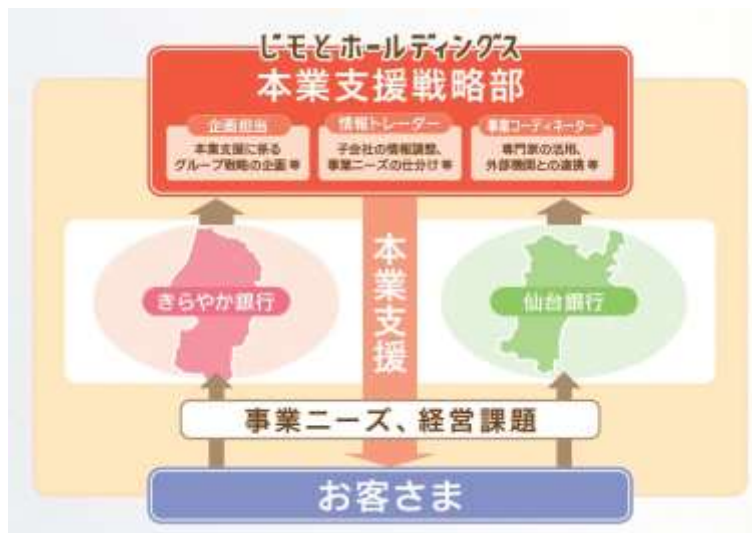 じモとホールディングス
本業支援戦略部
企画担当
本業支援に係る
グループ戦略の企画 等
情報トレーダー
子会社の情報調整、
事業ニーズの仕分け 等
事業コーディネーター
専門家の活用、
外部機関との連携 等
本業支援
きらやか銀行
仙台銀行
事業ニーズ、経営課題
お客さま